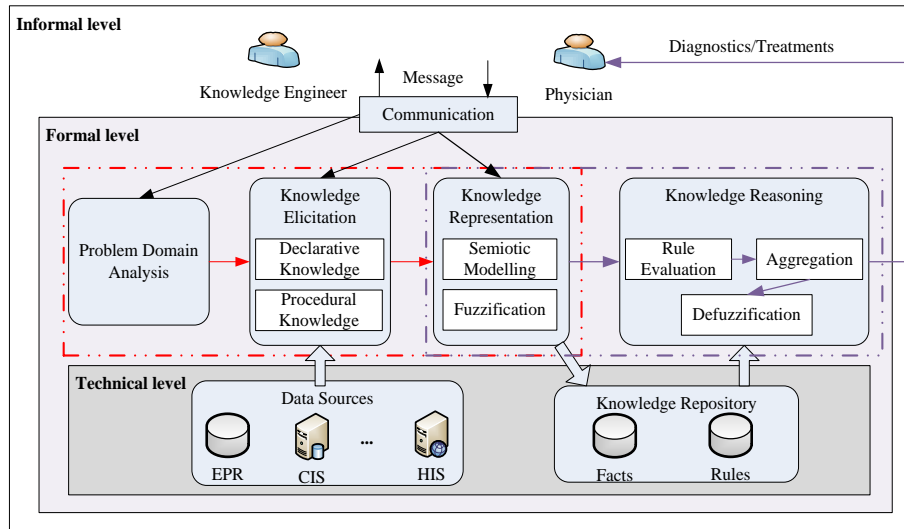 Informal level
Diagnostics/Treatments
Message
Knowledge Engineer
Physician
Communication
Formal level
Problem Domain
Analysis
Knowledge
Elicitation
Declarative
Knowledge
Procedural
Knowledge
Knowledge
Representation
Semiotic
Modelling
Fuzzification
Knowledge Reasoning
Rule
Evaluation
Aggregation
Defuzzification
Technical level
Data Sources
EPR
CIS
...
HIS
Knowledge Repository
Facts
Rules